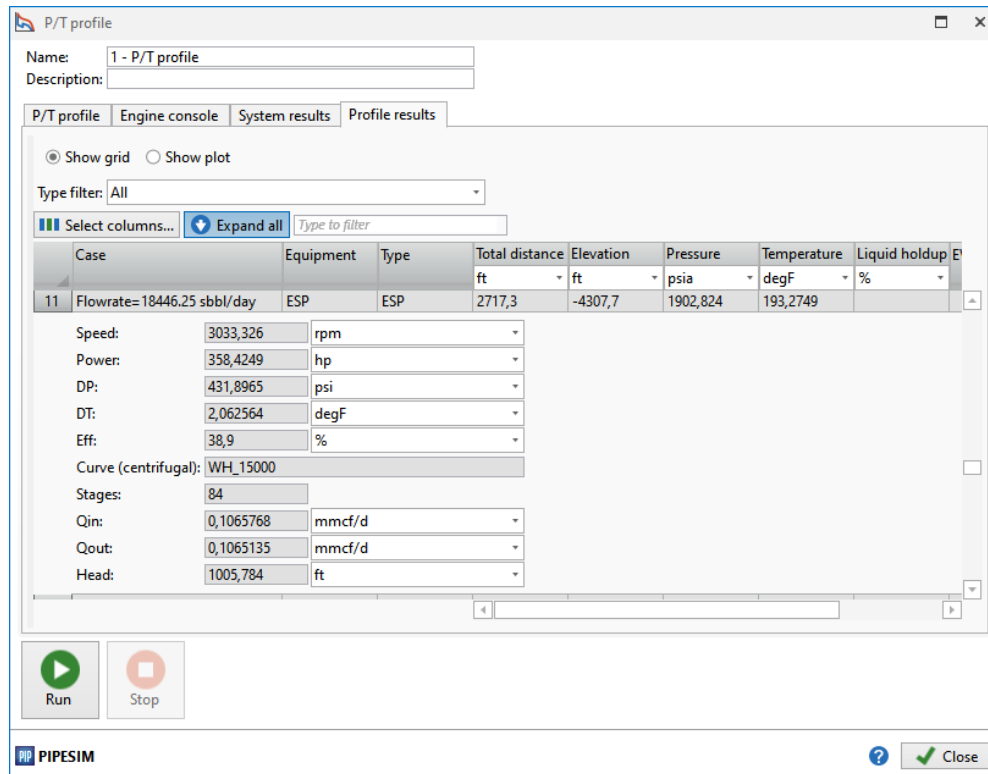 P/T profile
Name: 1 - P/T profile
Description:
P/T profile Engine console System results Profile results
Show grid Show plot
Type filter: All
Select columns... Expand all Type to filter
Case Equipment Type Total distance Elevation Pressure Temperature Liquid holdup
ft ft psia degF %
11 Flowrate=18446.25 sbbl/day ESP ESP 2717,3 -4307,7 1902,824 193,2749
Speed: 3033,326 rpm
Power: 358,4249 hp
DP: 431,8965 psi
DT: 2,062564 degF
Eff: 38,9 %
Curve (centrifugal): WH_15000
Stages: 84
Qin: 0,1065768 mmcf/d
Qout: 0,1065135 mmcf/d
Head: 1005,784 ft
Run Stop
PIP PIPESIM ? Close